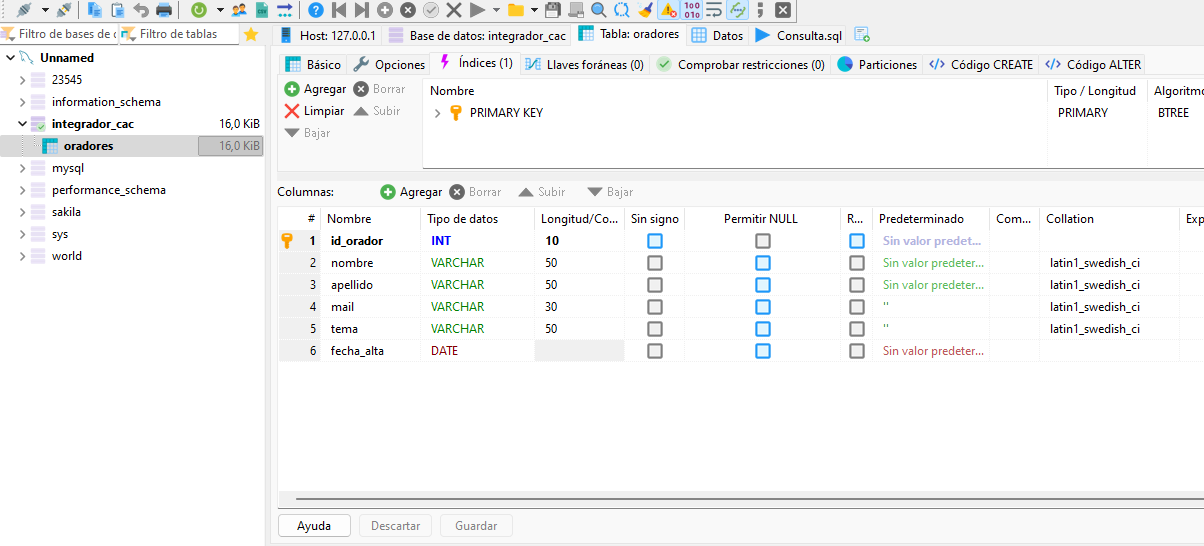 Filtro de bases de d
Filtro de tablas
Host: 127.0.0.1
Base de datos: integrador_cac
Tabla: oradores
Datos
Consulta.sql
Unnamed
23545
information_schema
integrador_cac 16,0 KiB
oradores 16,0 KiB
mysql
performance_schema
sakila
sys
world
Básico
Opciones
Índices (1)
Llaves foráneas (0)
Comprobar restricciones (0)
Particiones
Código CREATE
Código ALTER
Agregar Borrar
Limpiar Subir
Bajar
Nombre Tipo / Longitud Algoritmo
PRIMARY KEY PRIMARY BTREE
Columnas: Agregar Borrar Subir Bajar
# Nombre Tipo de datos Longitud/Co... Sin signo Permitir NULL R... Predeterminado Com... Collation Exp
1 id_orador INT 10 Sin valor predet...
2 nombre VARCHAR 50 Sin valor predeter... latin1_swedish_ci
3 apellido VARCHAR 50 Sin valor predeter... latin1_swedish_ci
4 mail VARCHAR 30 '' latin1_swedish_ci
5 tema VARCHAR 50 '' latin1_swedish_ci
6 fecha_alta DATE Sin valor predeter...
Ayuda Descartar Guardar